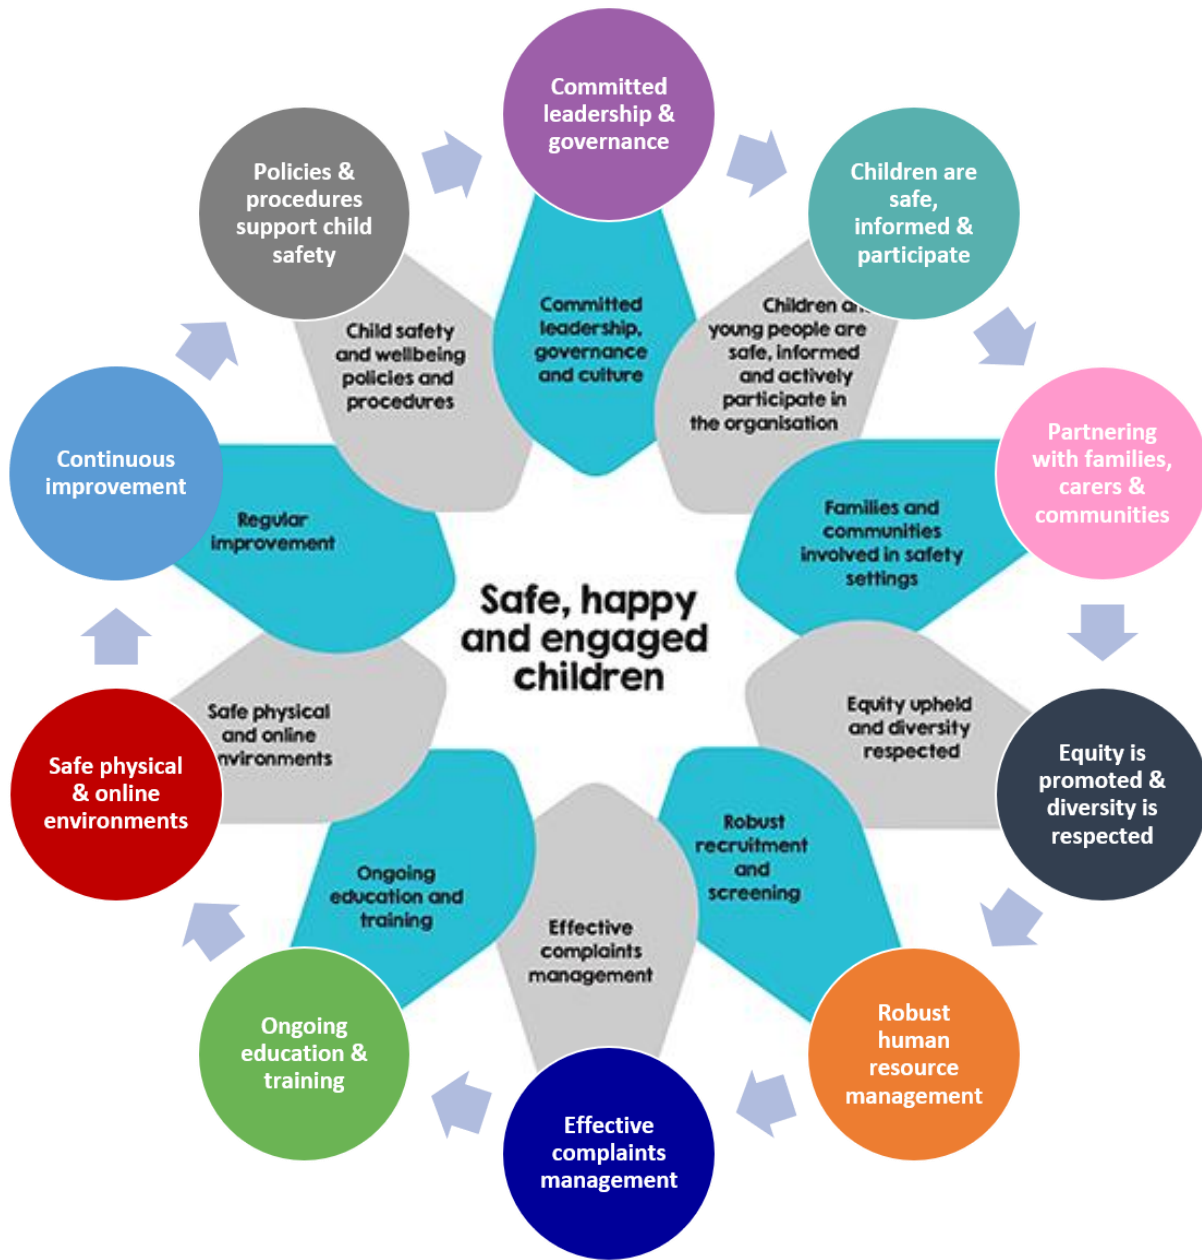 Committed
leadership &
governance
Children are
safe,
informed &
participate
Partnering
with families,
carers &
communities
Equity is
promoted &
diversity is
respected
Robust
human
resource
management
Effective
complaints
management
Ongoing
education &
training
Safe physical
& online
environments
Continuous
improvement
Policies &
procedures
support child
safety
Committed
leadership,
governance
and culture
Children
young people are
safe, informed
and actively
participate in
the organisation
Families and
communities
involved in safety
settings
Equity upheld
and diversity
respected
Robust
recruitment
and
screening
Effective
complaints
management
Ongoing
education and
training
Safe physical
and online
Regular
improvement
Child safety
and wellbeing
policies and
procedures
Safe, happy
and engaged
children